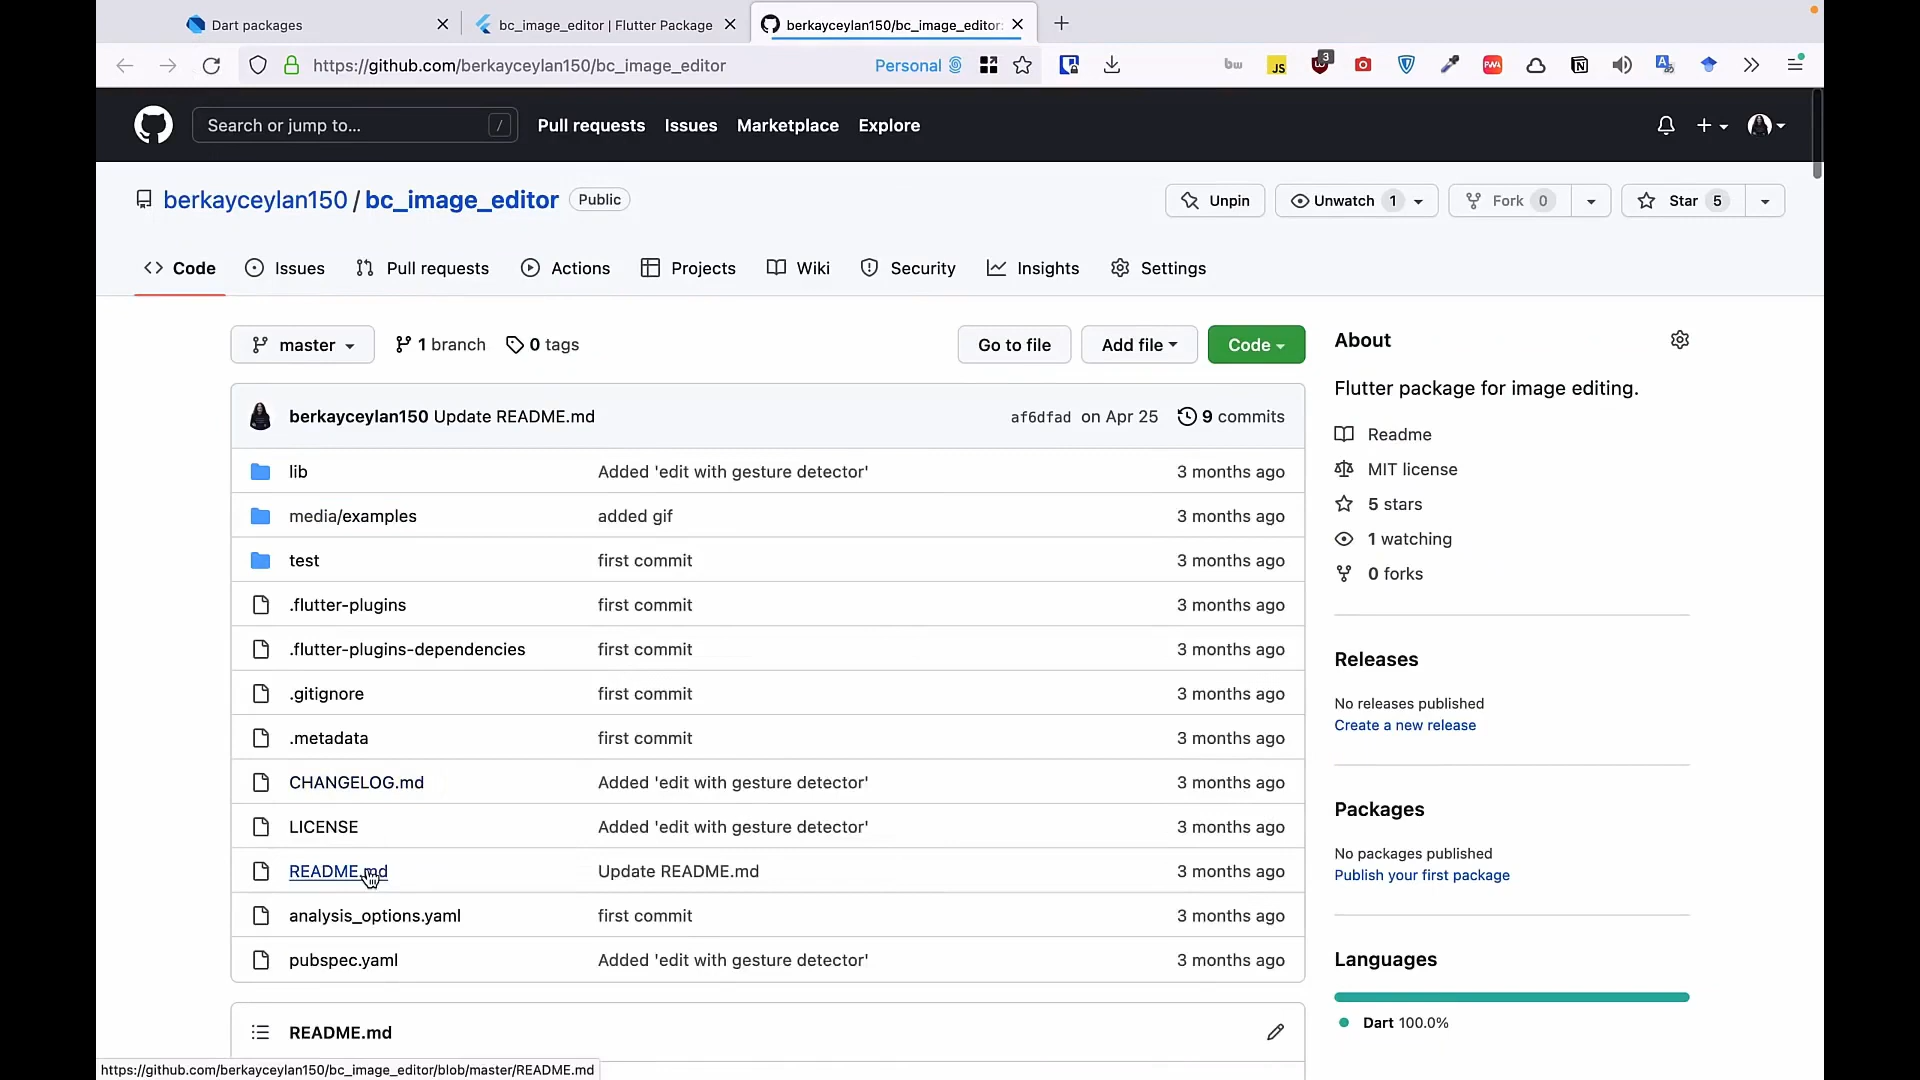 Dart packages
bc_image_editor | Flutter Package
berkayceylan150/bc_image_editor:
https://github.com/berkayceylan150/bc_image_editor
Personal
bw
JS
3
PWA
Search or jump to...
/
Pull requests
Issues
Marketplace
Explore
berkayceylan150 / bc_image_editor
Public
Unpin
Unwatch 1
Fork 0
Star 5
Code
Issues
Pull requests
Actions
Projects
Wiki
Security
Insights
Settings
master
1 branch
0 tags
Go to file
Add file
Code
berkayceylan150 Update README.md
af6dfad on Apr 25
9 commits
lib Added 'edit with gesture detector' 3 months ago
media/examples added gif 3 months ago
test first commit 3 months ago
.flutter-plugins first commit 3 months ago
.flutter-plugins-dependencies first commit 3 months ago
.gitignore first commit 3 months ago
.metadata first commit 3 months ago
CHANGELOG.md Added 'edit with gesture detector' 3 months ago
LICENSE Added 'edit with gesture detector' 3 months ago
README.md Update README.md 3 months ago
analysis_options.yaml first commit 3 months ago
pubspec.yaml Added 'edit with gesture detector' 3 months ago
README.md
About
Flutter package for image editing.
Readme
MIT license
5 stars
1 watching
0 forks
Releases
No releases published
Create a new release
Packages
No packages published
Publish your first package
Languages
Dart 100.0%
https://github.com/berkayceylan150/bc_image_editor/blob/master/README.md